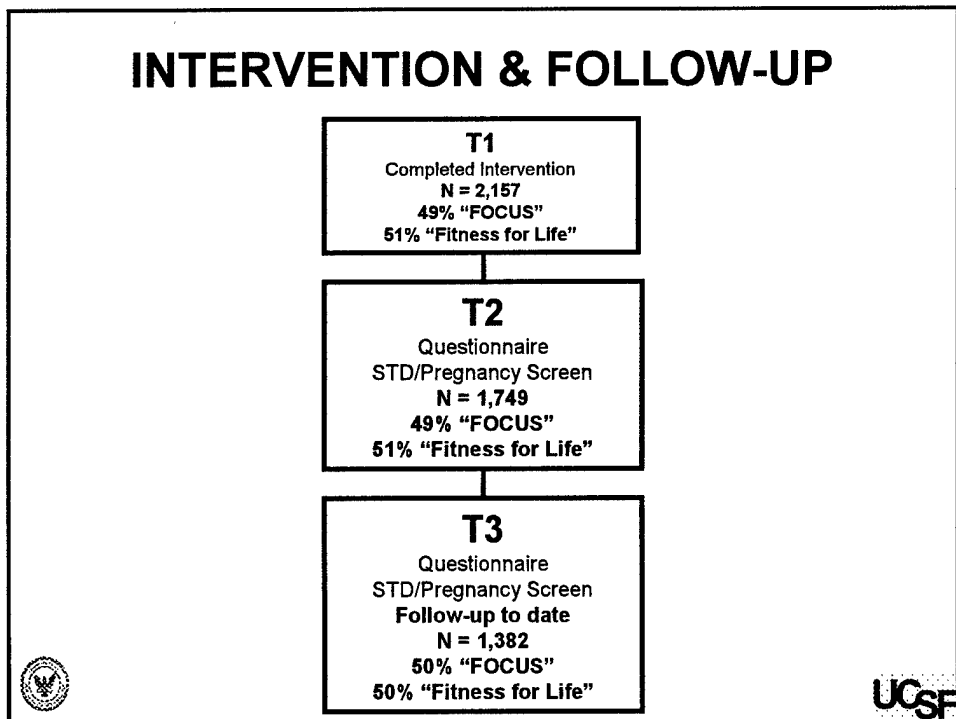 INTERVENTION & FOLLOW-UP
T1
Completed Intervention
N = 2,157
49% “FOCUS”
51% “Fitness for Life”
T2
Questionnaire
STD/Pregnancy Screen
N = 1,749
49% “FOCUS”
51% “Fitness for Life”
T3
Questionnaire
STD/Pregnancy Screen
Follow-up to date
N = 1,382
50% “FOCUS”
50% “Fitness for Life”
UCSF